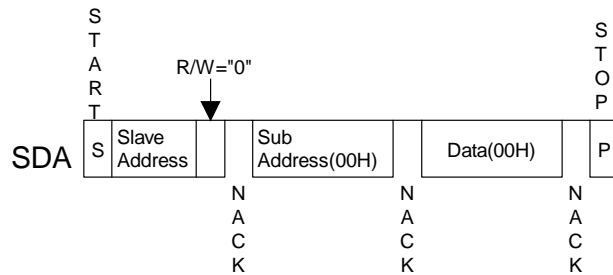 START
STOP
R/W="0"
SDA
S
Slave
Address
Sub
Address(00H)
Data(00H)
P
NACK
NACK
NACK